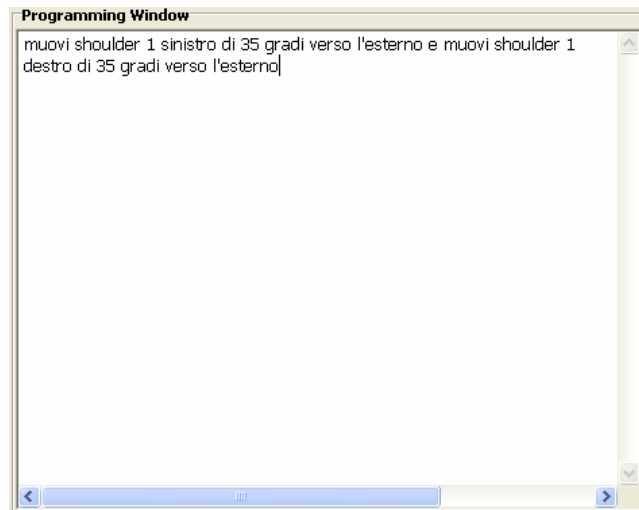 Programming Window
muovi shoulder 1 sinistro di 35 gradi verso l'esterno e muovi shoulder 1
destro di 35 gradi verso l'esterno